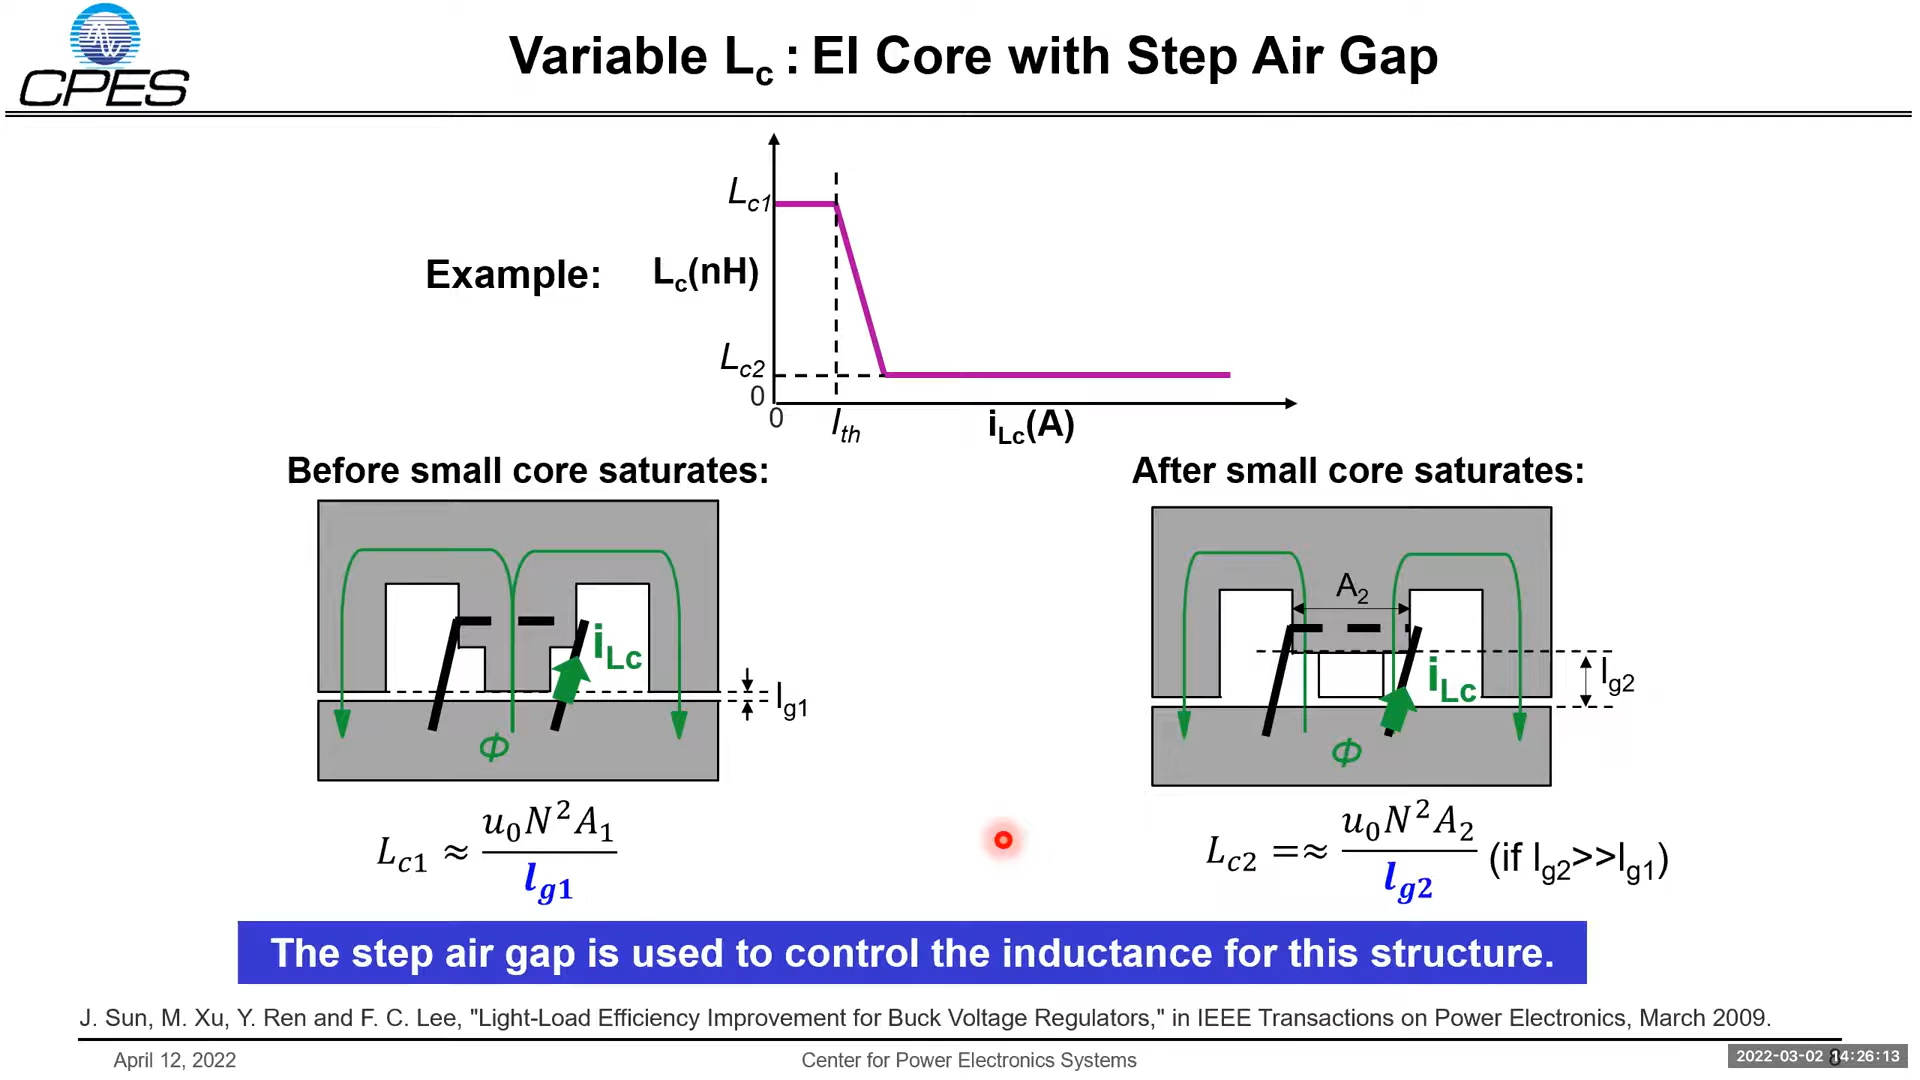 CPES
Variable Lc : EI Core with Step Air Gap
Lc1
Example: Lc(nH)
Lc2
0
0 Ith iLc(A)
Before small core saturates: After small core saturates:
A2
iLc
lg1
iLc
lg2
Φ
Φ
Lc1 ≈ u0N²A1 / lg1
Lc2 =≈ u0N²A2 / lg2 (if lg2>>lg1)
The step air gap is used to control the inductance for this structure.
J. Sun, M. Xu, Y. Ren and F. C. Lee, "Light-Load Efficiency Improvement for Buck Voltage Regulators," in IEEE Transactions on Power Electronics, March 2009.
April 12, 2022 Center for Power Electronics Systems
2022-03-02 14:26:13